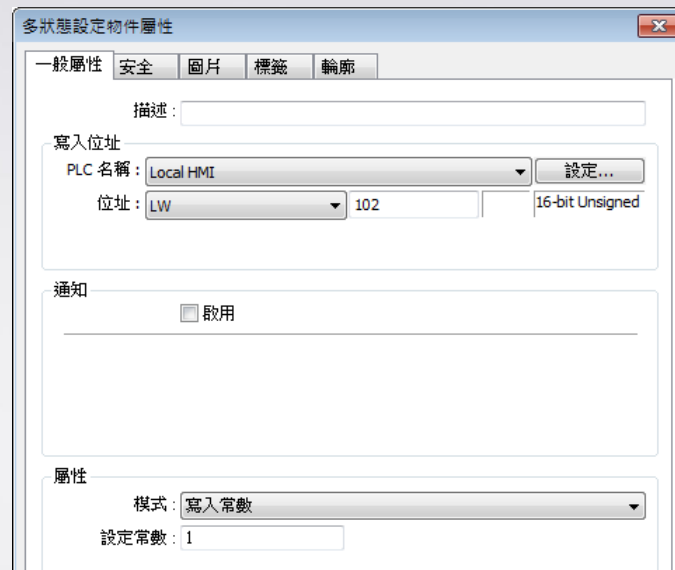 多狀態設定物件屬性
一般屬性 安全 圖片 標籤 輪廓
描述 :
寫入位址
PLC 名稱 : Local HMI 設定...
位址 : LW 102 16-bit Unsigned
通知
啟用
屬性
模式 : 寫入常數
設定常數 : 1